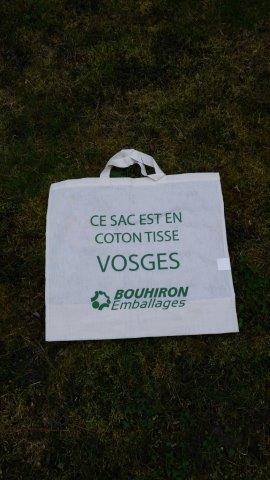 CE SAC EST EN
COTON TISSE
VOSGES
BOUHIRON
Emballages